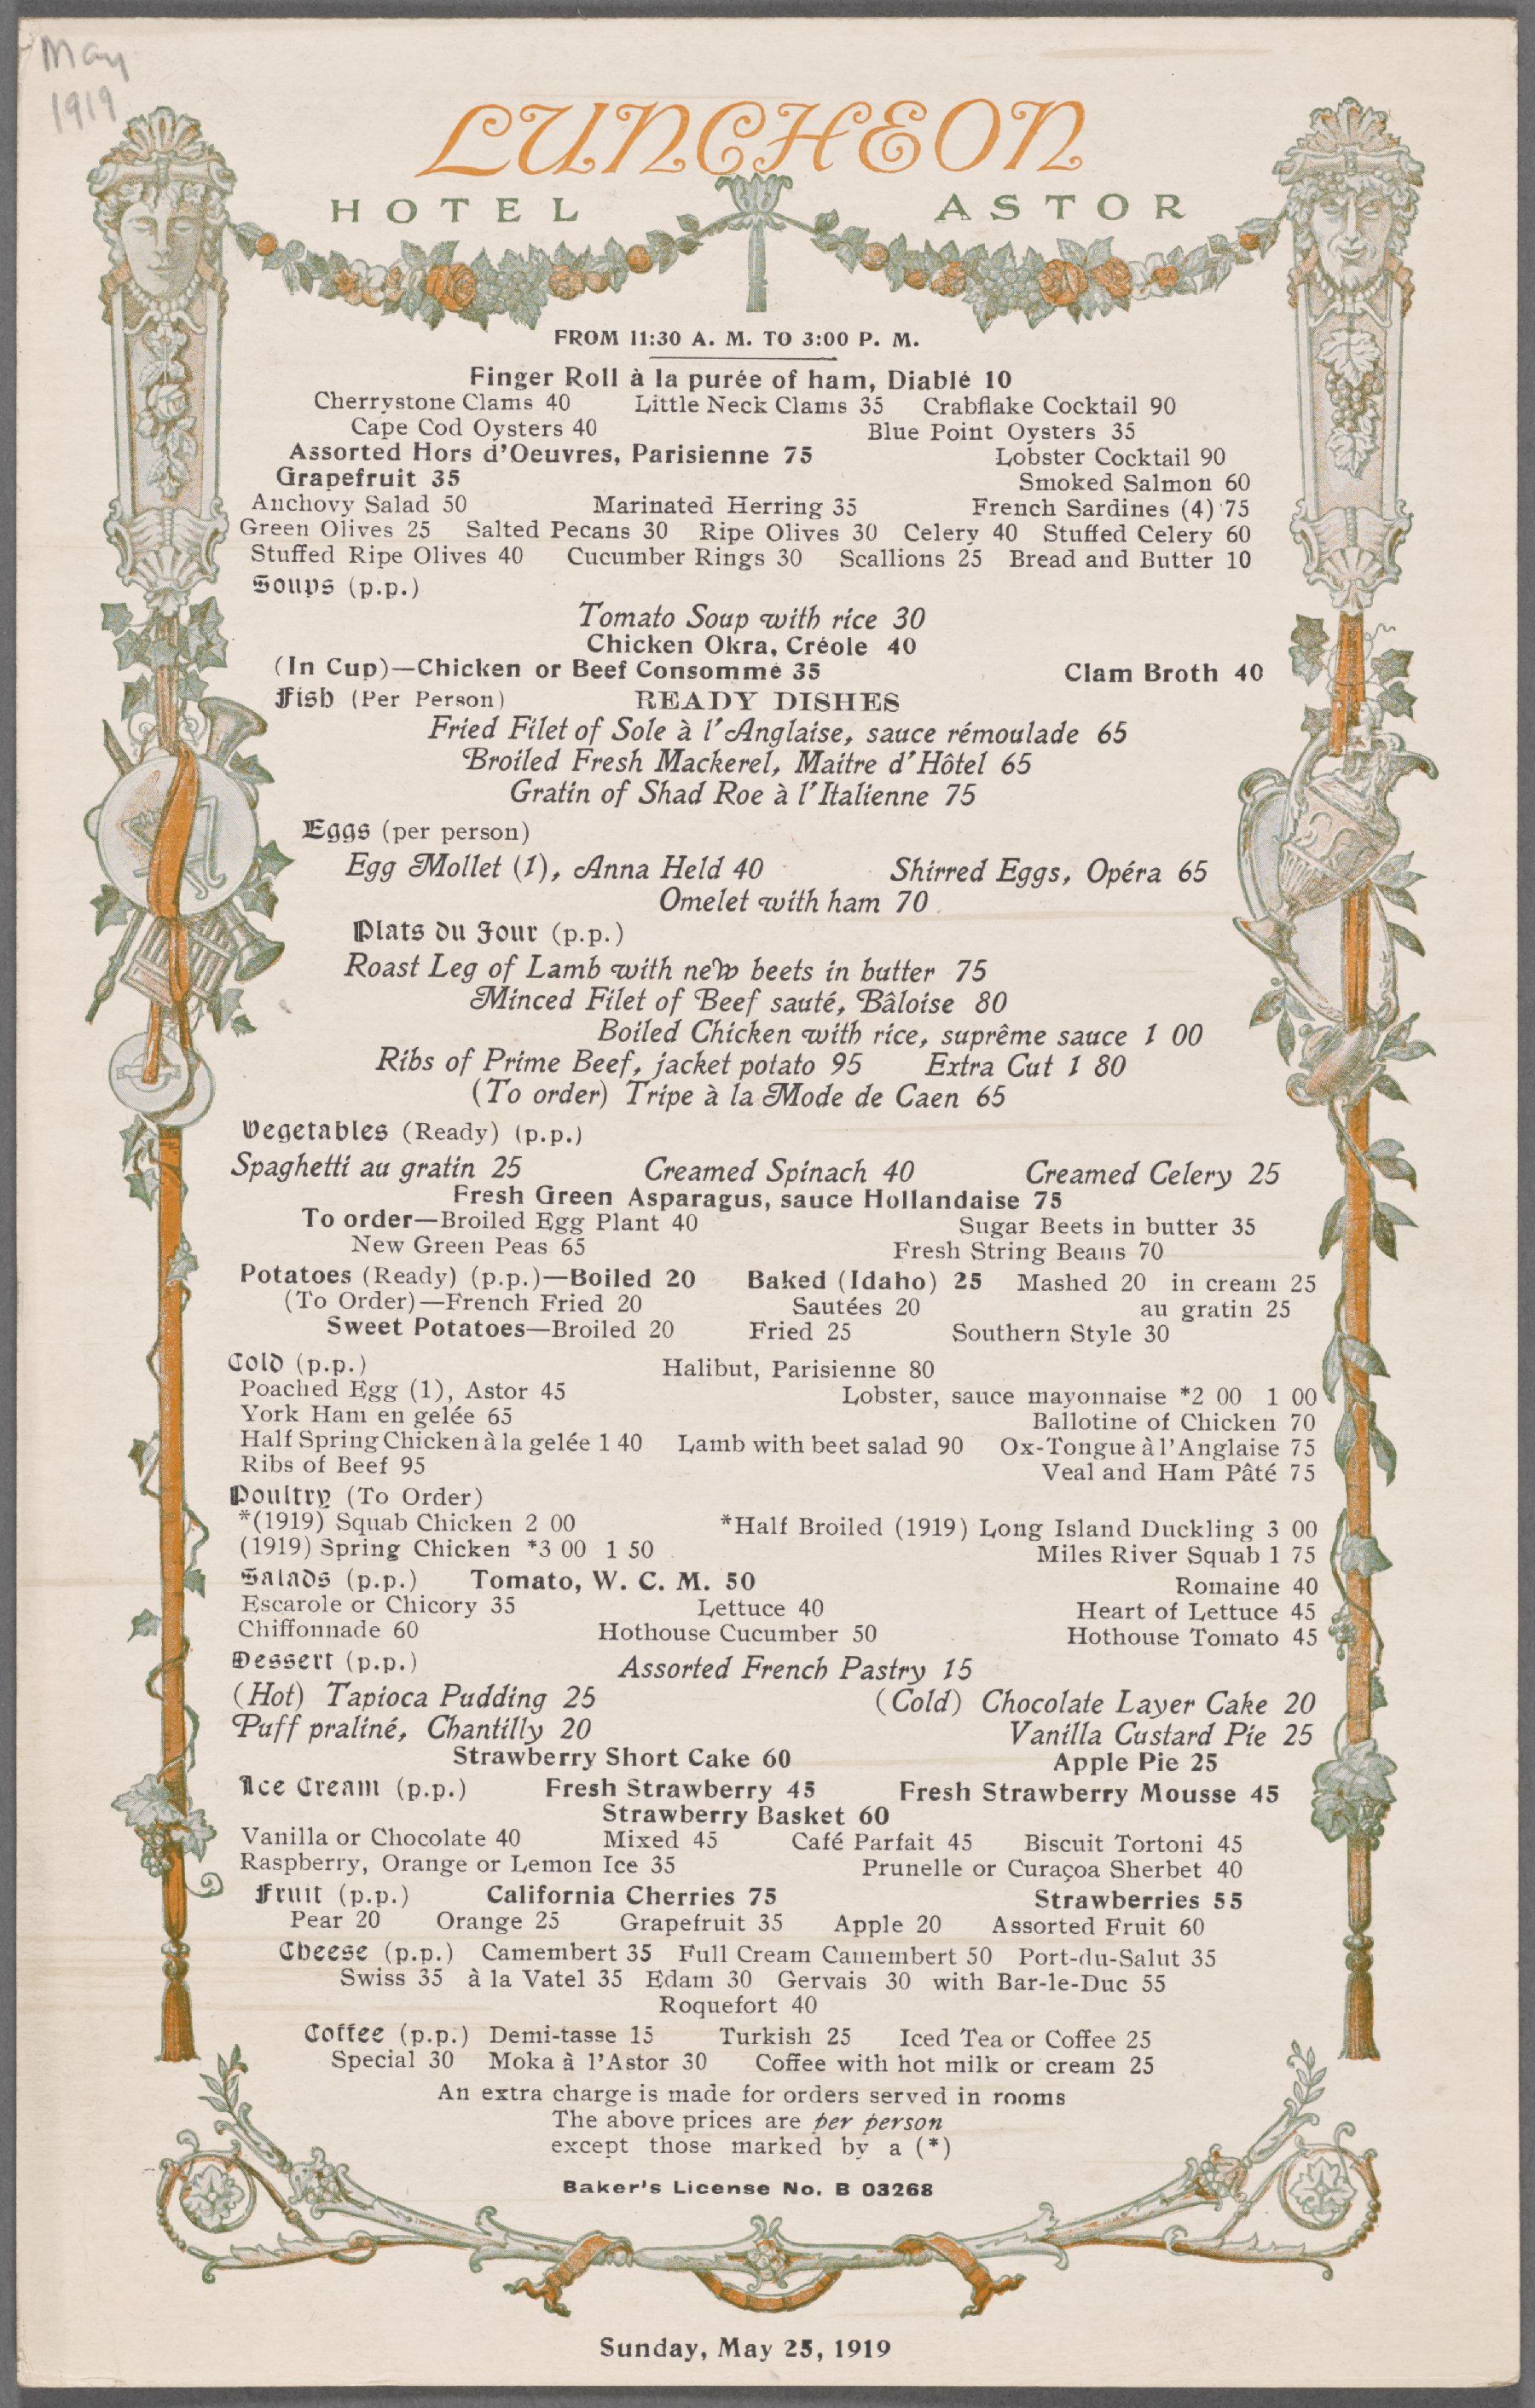 May
1919
LUNCHEON
HOTEL ASTOR
FROM 11:30 A. M. TO 3:00 P. M.
Finger Roll à la purée of ham, Diablé 10
Cherrystone Clams 40 Little Neck Clams 35 Crabflake Cocktail 90
Cape Cod Oysters 40 Blue Point Oysters 35
Assorted Hors d'Oeuvres, Parisienne 75 Lobster Cocktail 90
Grapefruit 35 Smoked Salmon 60
Anchovy Salad 50 Marinated Herring 35 French Sardines (4) 75
Green Olives 25 Salted Pecans 30 Ripe Olives 30 Celery 40 Stuffed Celery 60
Stuffed Ripe Olives 40 Cucumber Rings 30 Scallions 25 Bread and Butter 10
Soups (p.p.)
Tomato Soup with rice 30
Chicken Okra, Créole 40
(In Cup)—Chicken or Beef Consommé 35 Clam Broth 40
Fish (Per Person) READY DISHES
Fried Filet of Sole à l'Anglaise, sauce rémoulade 65
Broiled Fresh Mackerel, Maitre d'Hôtel 65
Gratin of Shad Roe à l'Italienne 75
Eggs (per person)
Egg Mollet (1), Anna Held 40 Shirred Eggs, Opéra 65
Omelet with ham 70
Plats du Jour (p.p.)
Roast Leg of Lamb with new beets in butter 75
Minced Filet of Beef sauté, Bâloise 80
Boiled Chicken with rice, suprême sauce 1 00
Ribs of Prime Beef, jacket potato 95 Extra Cut 1 80
(To order) Tripe à la Mode de Caen 65
Vegetables (Ready) (p.p.)
Spaghetti au gratin 25 Creamed Spinach 40 Creamed Celery 25
Fresh Green Asparagus, sauce Hollandaise 75
To order—Broiled Egg Plant 40 Sugar Beets in butter 35
New Green Peas 65 Fresh String Beans 70
Potatoes (Ready) (p.p.)—Boiled 20 Baked (Idaho) 25 Mashed 20 in cream 25
(To Order)—French Fried 20 Sautées 20 au gratin 25
Sweet Potatoes—Broiled 20 Fried 25 Southern Style 30
Cold (p.p.) Halibut, Parisienne 80
Poached Egg (1), Astor 45 Lobster, sauce mayonnaise *2 00 1 00
York Ham en gelée 65 Ballotine of Chicken 70
Half Spring Chicken à la gelée 1 40 Lamb with beet salad 90 Ox-Tongue à l'Anglaise 75
Ribs of Beef 95 Veal and Ham Pâté 75
Poultry (To Order)
*(1919) Squab Chicken 2 00 *Half Broiled (1919) Long Island Duckling 3 00
(1919) Spring Chicken *3 00 1 50 Miles River Squab 1 75
Salads (p.p.) Tomato, W. C. M. 50 Romaine 40
Escarole or Chicory 35 Lettuce 40 Heart of Lettuce 45
Chiffonnade 60 Hothouse Cucumber 50 Hothouse Tomato 45
Dessert (p.p.) Assorted French Pastry 15
(Hot) Tapioca Pudding 25 (Cold) Chocolate Layer Cake 20
Puff praliné, Chantilly 20 Vanilla Custard Pie 25
Strawberry Short Cake 60 Apple Pie 25
Ice Cream (p.p.) Fresh Strawberry 45 Fresh Strawberry Mousse 45
Strawberry Basket 60
Vanilla or Chocolate 40 Mixed 45 Café Parfait 45 Biscuit Tortoni 45
Raspberry, Orange or Lemon Ice 35 Prunelle or Curaçoa Sherbet 40
Fruit (p.p.) California Cherries 75 Strawberries 55
Pear 20 Orange 25 Grapefruit 35 Apple 20 Assorted Fruit 60
Cheese (p.p.) Camembert 35 Full Cream Camembert 50 Port-du-Salut 35
Swiss 35 à la Vatel 35 Edam 30 Gervais 30 with Bar-le-Duc 55
Roquefort 40
Coffee (p.p.) Demi-tasse 15 Turkish 25 Iced Tea or Coffee 25
Special 30 Moka à l'Astor 30 Coffee with hot milk or cream 25
An extra charge is made for orders served in rooms
The above prices are per person
except those marked by a (*)
Baker's License No. B 03268
Sunday, May 25, 1919